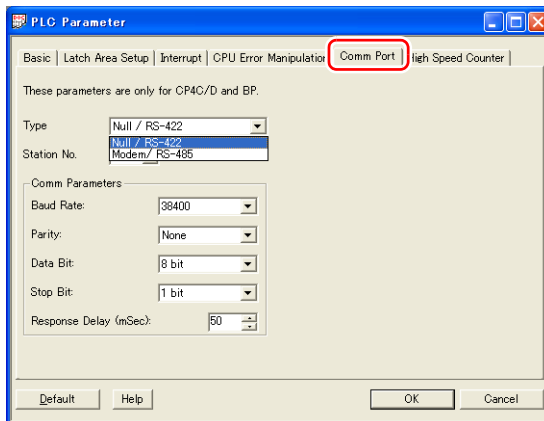 PLC Parameter
Basic Latch Area Setup Interrupt CPU Error Manipulation Comm Port High Speed Counter
These parameters are only for CP4C/D and BP.
Type Null / RS-422
Null / RS-422
Modem/ RS-485
Station No.
Comm Parameters
Baud Rate: 38400
Parity: None
Data Bit: 8 bit
Stop Bit: 1 bit
Response Delay (mSec): 50
Default Help OK Cancel